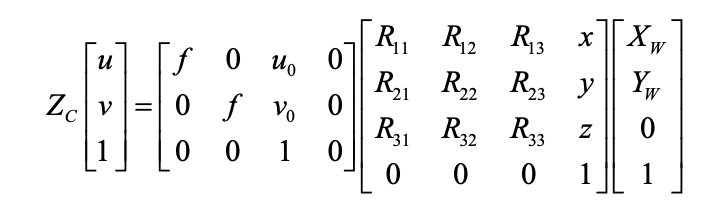 Z_C [u; v; 1] = [f 0 u_0 0; 0 f v_0 0; 0 0 1 0] [R_11 R_12 R_13 x; R_21 R_22 R_23 y; R_31 R_32 R_33 z; 0 0 0 1] [X_W; Y_W; 0; 1]